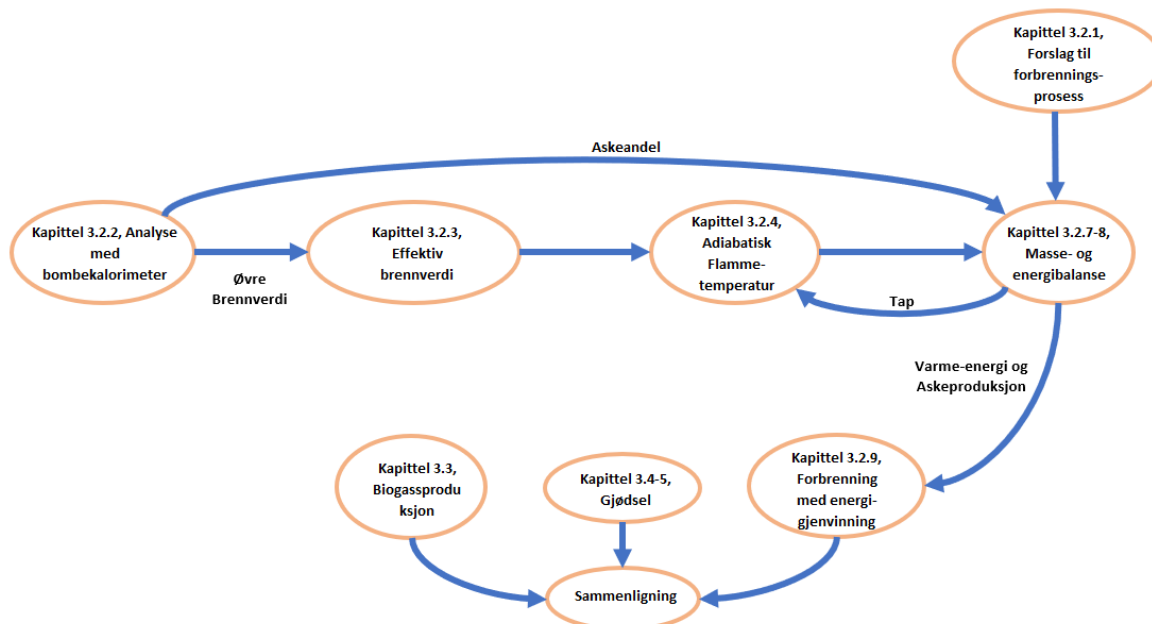 Kapittel 3.2.1,
Forslag til
forbrennings-
prosess
Askeandel
Kapittel 3.2.2, Analyse
med
bombekalorimeter
Øvre
Brennverdi
Kapittel 3.2.3,
Effektiv
brennverdi
Kapittel 3.2.4,
Adiabatisk
Flamme-
temperatur
Kapittel 3.2.7-8,
Masse- og
energibalanse
Tap
Varme-energi og
Askeproduksjon
Kapittel 3.3,
Biogassprodu
ksjon
Kapittel 3.4-5,
Gjødsel
Kapittel 3.2.9,
Forbrenning
med energi-
gjenvinning
Sammenligning